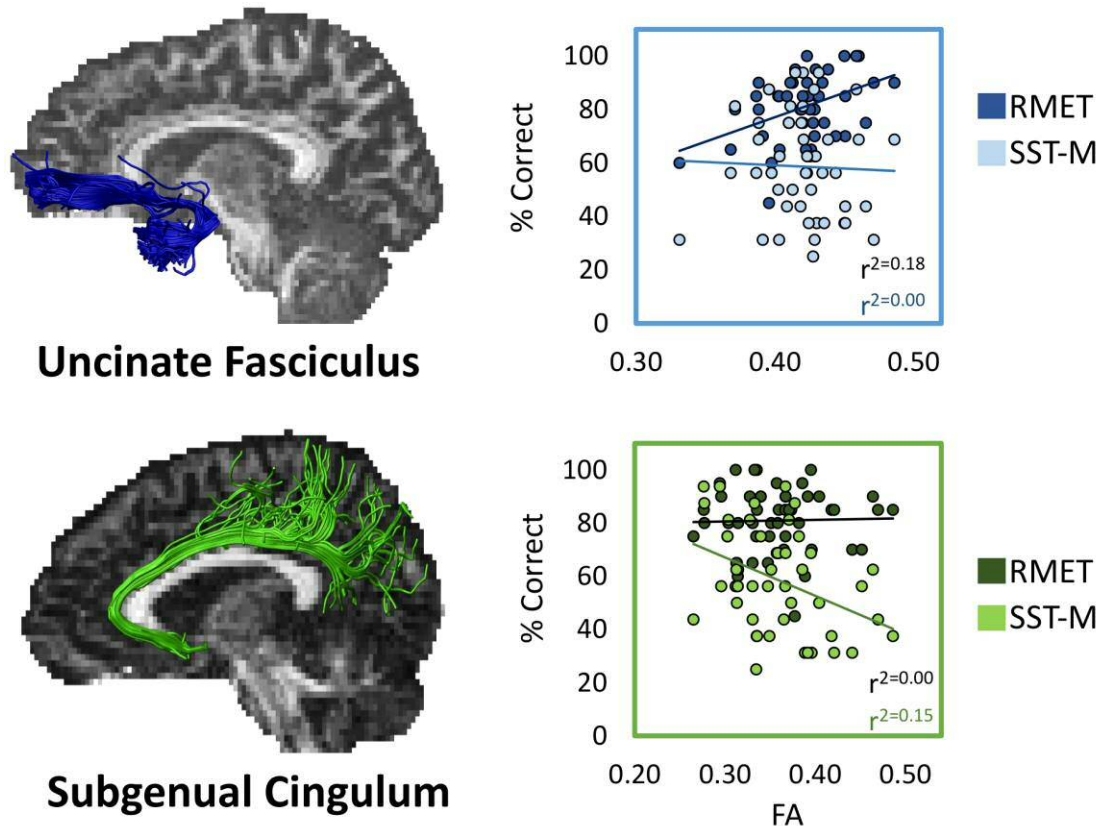 % Correct
100
80
60
40
20
0
r²=0.18
r²=0.00
0.30 0.40 0.50
RMET
SST-M
Uncinate Fasciculus
% Correct
100
80
60
40
20
0
r²=0.00
r²=0.15
0.20 0.30 0.40 0.50
FA
RMET
SST-M
Subgenual Cingulum